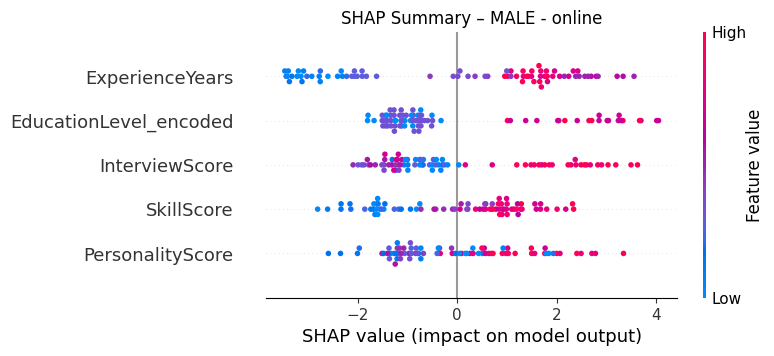 SHAP Summary – MALE - online
High
ExperienceYears
EducationLevel_encoded
InterviewScore
SkillScore
PersonalityScore
Feature value
Low
−2
0
2
4
SHAP value (impact on model output)